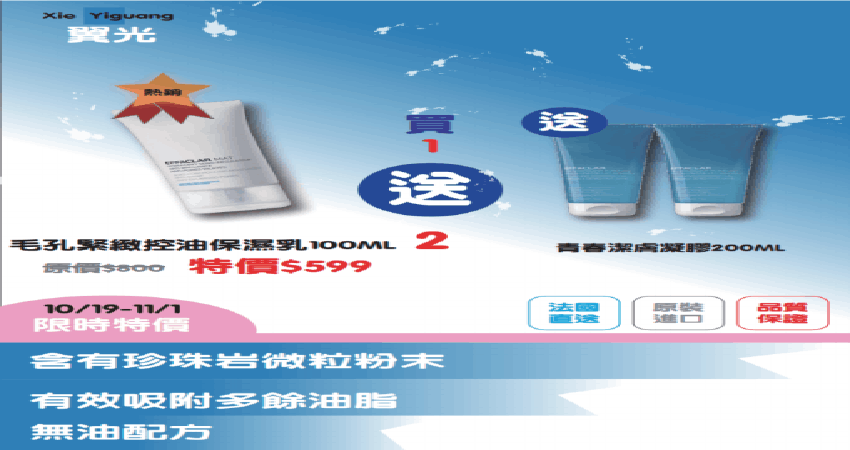 Xie Yiguang
翼光
熱銷
EFFACLAR MAT
買
1
送
2
送
毛孔緊緻控油保濕乳100ML
原價$800 特價$599
青春潔膚凝膠200ML
10/19-11/1
限時特價
法國
直送
原裝
進口
品質
保證
含有珍珠岩微粒粉末
有效吸附多餘油脂
無油配方